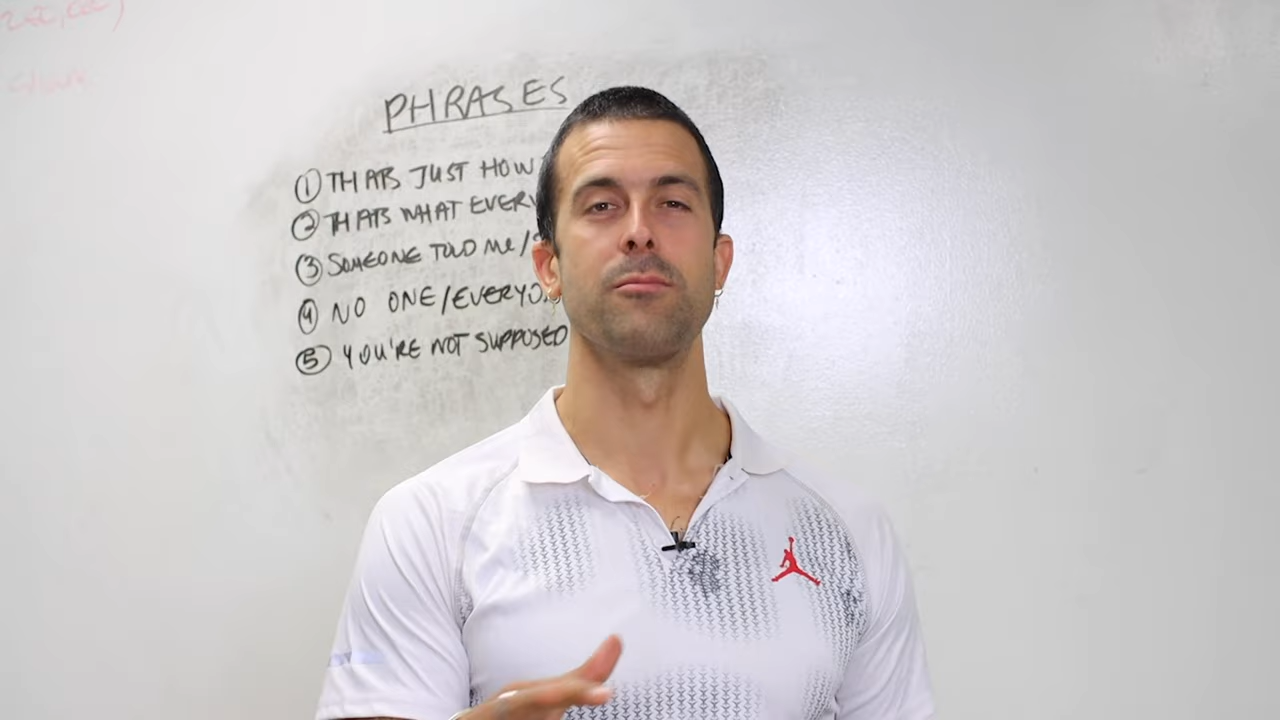 PHRASES
① THATS JUST HOW
② THATS WHAT EVERY
③ SOMEONE TOLD ME/
④ NO ONE/EVERYO
⑤ YOU'RE NOT SUPPOSED